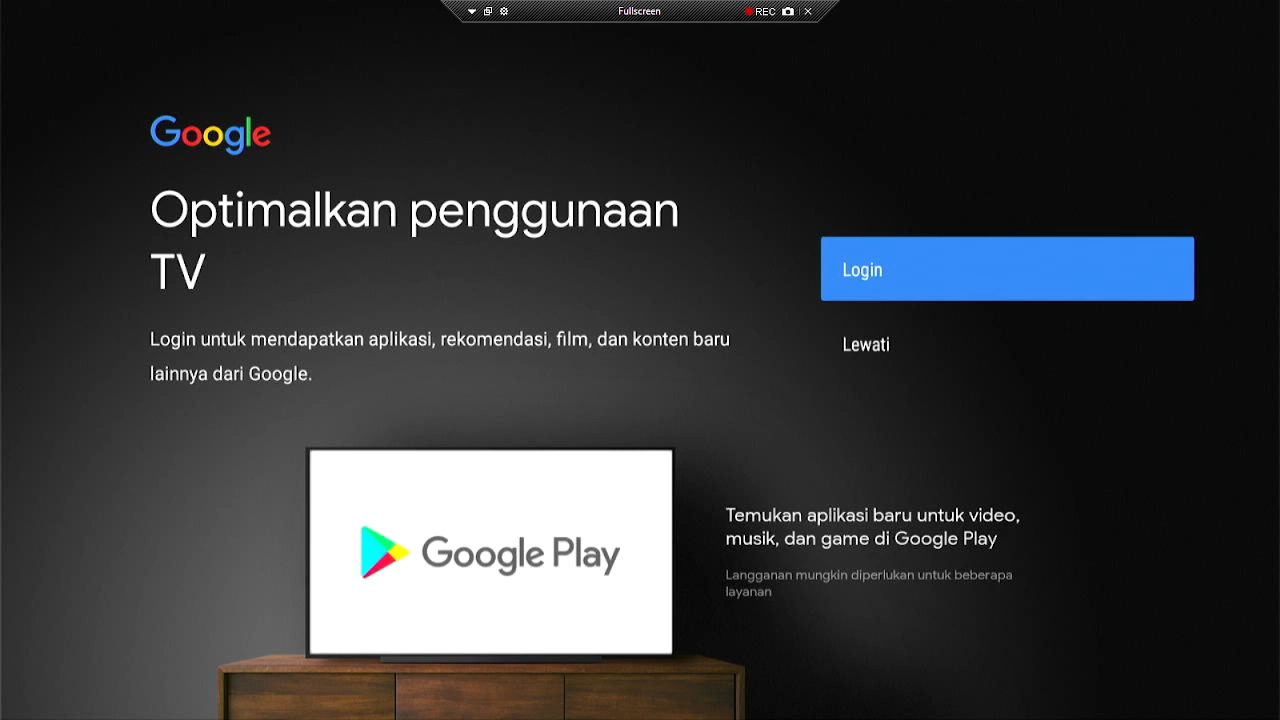 Fullscreen
REC
Google
Optimalkan penggunaan
TV
Login untuk mendapatkan aplikasi, rekomendasi, film, dan konten baru
lainnya dari Google.
Login
Lewati
Google Play
Temukan aplikasi baru untuk video,
musik, dan game di Google Play
Langganan mungkin diperlukan untuk beberapa
layanan